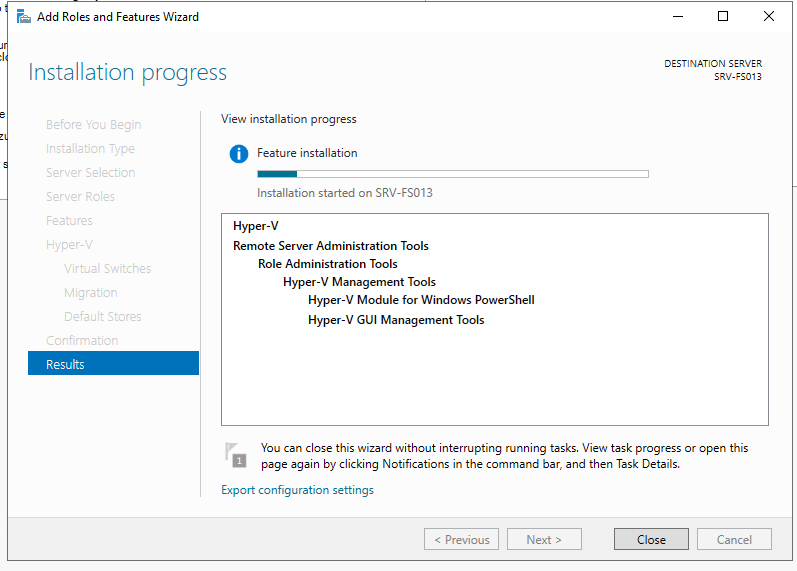 Add Roles and Features Wizard
Installation progress
DESTINATION SERVER
SRV-FS013
Before You Begin
Installation Type
Server Selection
Server Roles
Features
Hyper-V
Virtual Switches
Migration
Default Stores
Confirmation
Results
View installation progress
Feature installation
Installation started on SRV-FS013
Hyper-V
Remote Server Administration Tools
Role Administration Tools
Hyper-V Management Tools
Hyper-V Module for Windows PowerShell
Hyper-V GUI Management Tools
1
You can close this wizard without interrupting running tasks. View task progress or open this
page again by clicking Notifications in the command bar, and then Task Details.
Export configuration settings
< Previous
Next >
Close
Cancel